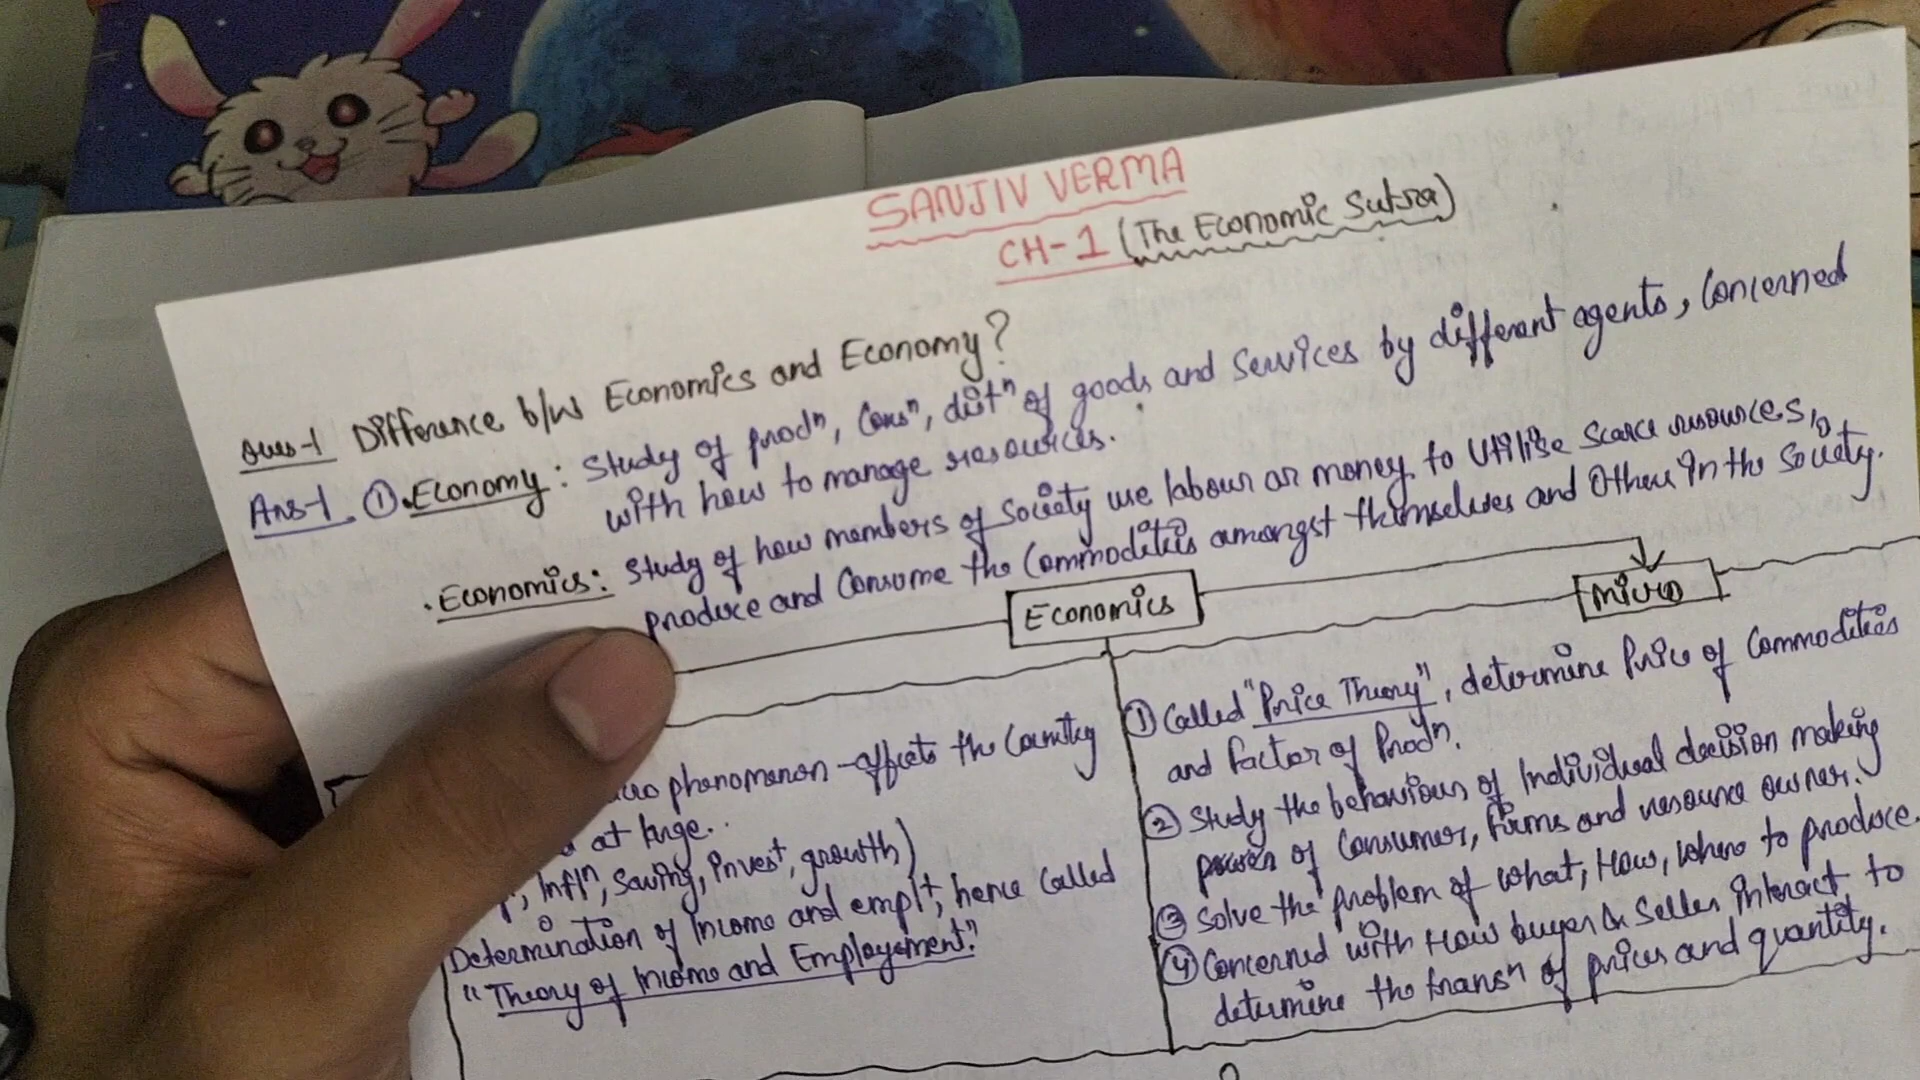 SANJIV VERMA
CH-1 (The Economic Sutra)
Ques-1 Difference b/w Economics and Economy?
Ans-1 ① Economy: Study of prodⁿ, Consⁿ, distⁿ of goods and Services by different agents, Concerned
with how to manage resources.
Economics: Study of how members of Society use labour or money to Utilise Scarce resources, to
produce and Consume the Commodities amongst themselves and Others in the Society.
Economics
Micro
① Called "Price Theory", determine Price of Commodities
and factor of Prodⁿ.
② Study the behaviour of Individual decision making
power of Consumer, firms and resource owner.
③ Solve the problem of what, How, where to produce.
④ Concerned with How buyer & Seller Interact to
determine the transⁿ of prices and quantity.
phenomenon - affects the Country
at large.
Inflⁿ, Saving, Invesᵗ, growth)
Determination of Income and emplᵗ, hence Called
"Theory of Income and Employement."